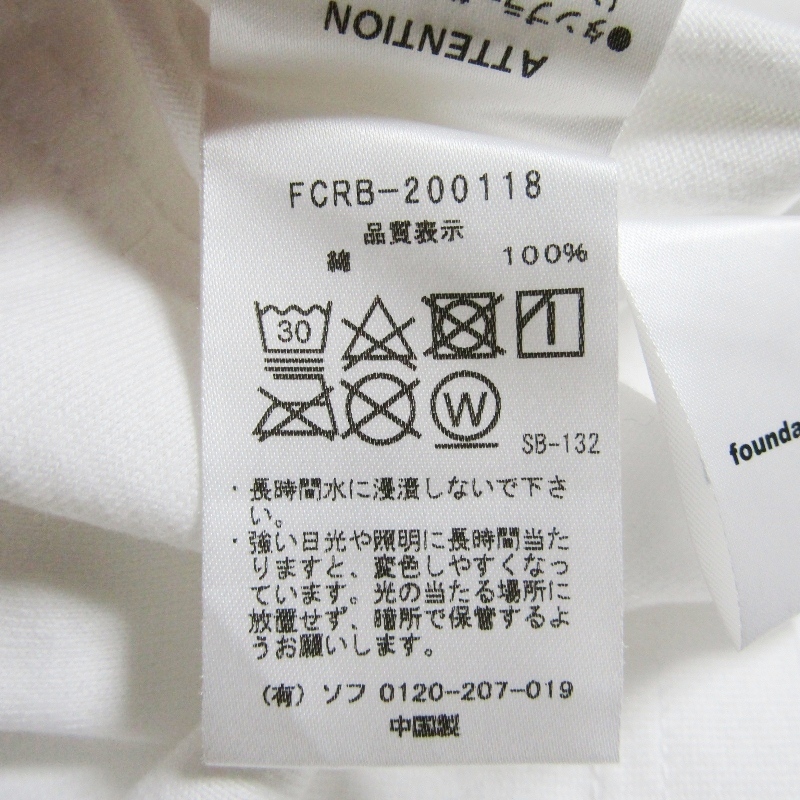 ATTENTION
FCRB-200118
品質表示
綿 100%
30
W
SB-132
・長時間水に浸漬しないで下さ
い。
・強い日光や照明に長時間当た
りますと、変色しやすくなっ
ています。光の当たる場所に
放置せず、暗所で保管するよ
うお願いします。
(有)ソフ 0120-207-019
中国製
founda